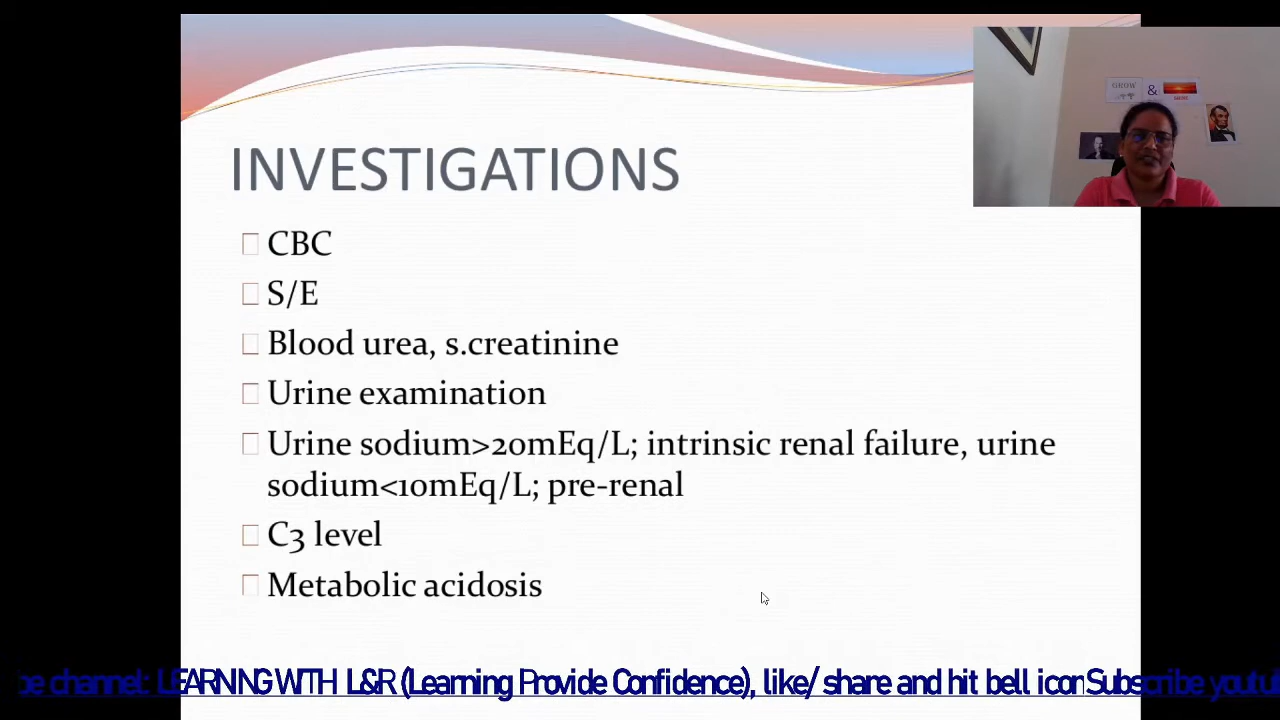 INVESTIGATIONS
GROW
&
CBC
S/E
Blood urea, s.creatinine
Urine examination
Urine sodium>20mEq/L; intrinsic renal failure, urine
sodium<10mEq/L; pre-renal
C3 level
Metabolic acidosis
be channel: LEARNING WITH L&R (Learning Provide Confidence), like/ share and hit bell icon Subscribe youtu